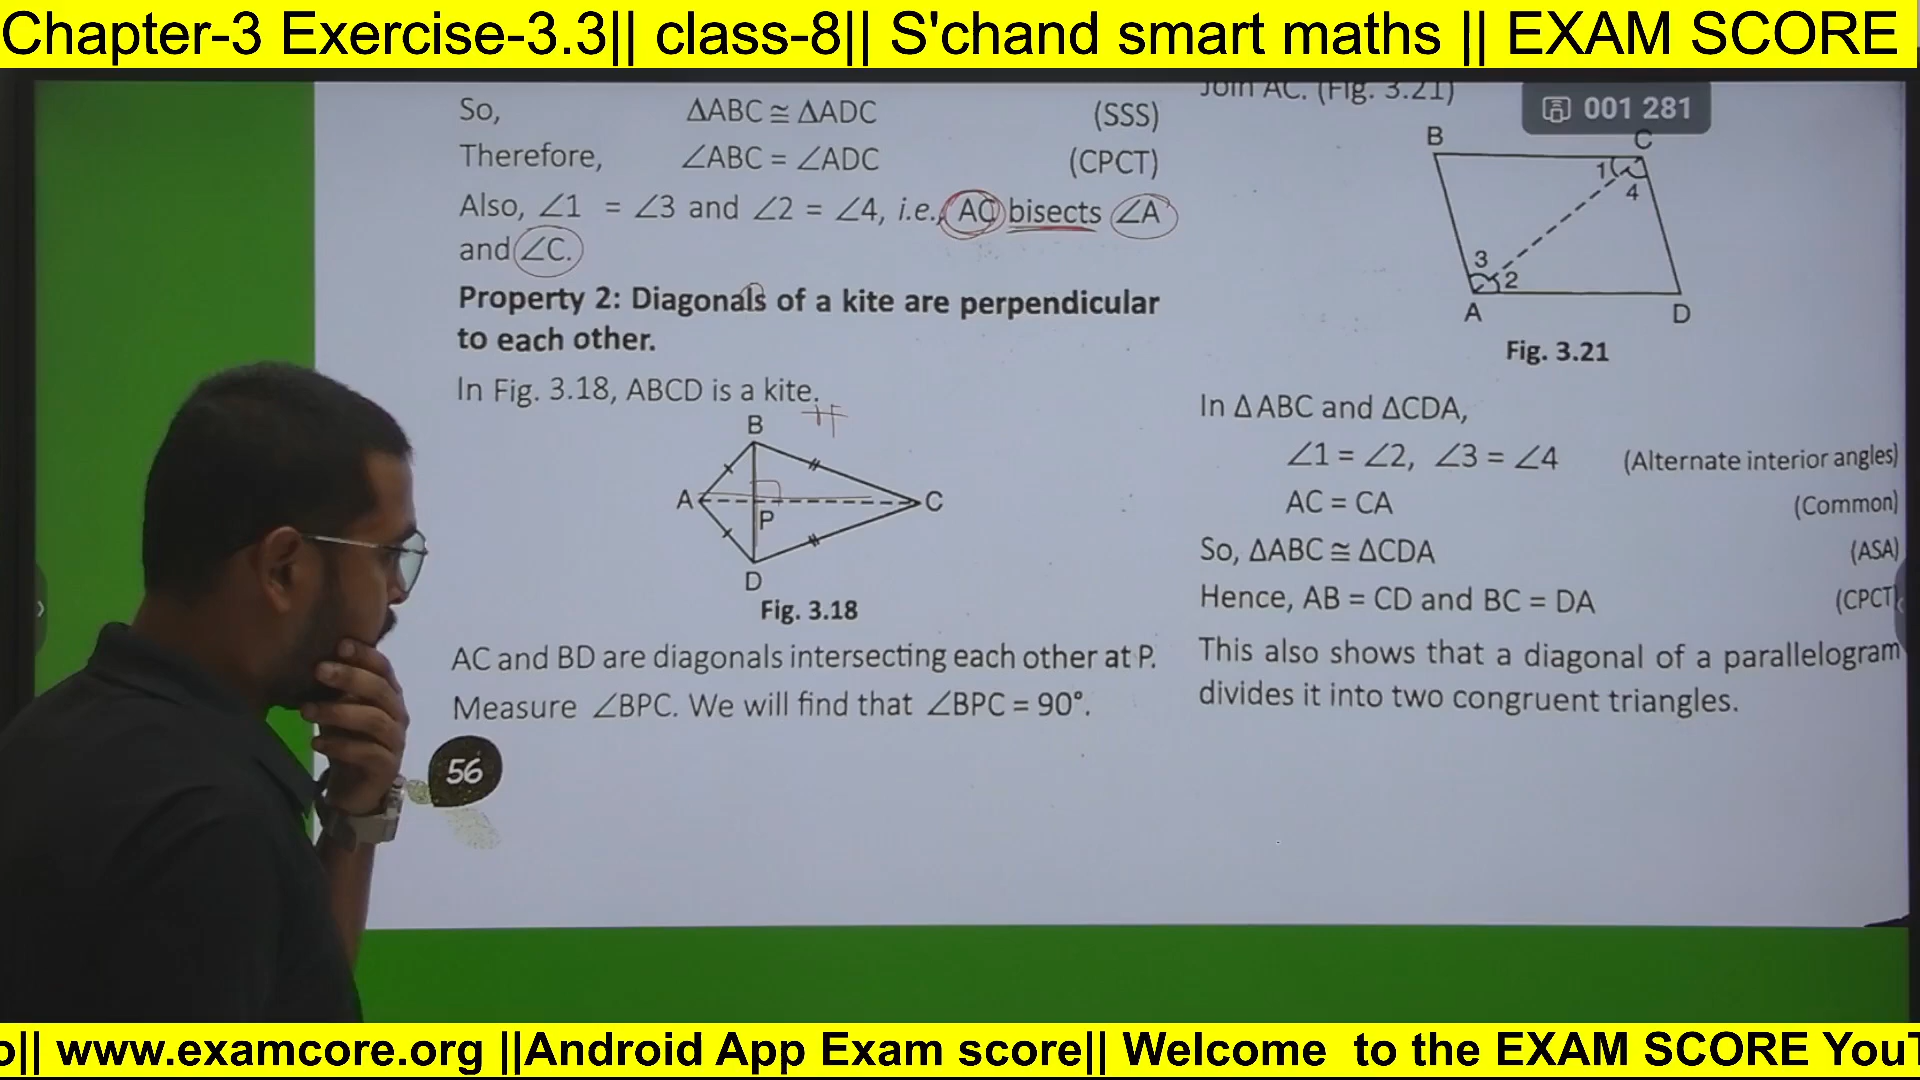 Chapter-3 Exercise-3.3|| class-8|| S'chand smart maths || EXAM SCORE
So, ΔABC ≅ ΔADC (SSS)
Therefore, ∠ABC = ∠ADC (CPCT)
Also, ∠1 = ∠3 and ∠2 = ∠4, i.e., AC bisects ∠A
and ∠C.
Property 2: Diagonals of a kite are perpendicular
to each other.
In Fig. 3.18, ABCD is a kite.
B
A
C
P
D
Fig. 3.18
AC and BD are diagonals intersecting each other at P.
Measure ∠BPC. We will find that ∠BPC = 90°.
56
Join AC. (Fig. 3.21)
001 281
B
C
1
4
3
2
A
D
Fig. 3.21
In ΔABC and ΔCDA,
∠1 = ∠2, ∠3 = ∠4 (Alternate interior angles)
AC = CA (Common)
So, ΔABC ≅ ΔCDA (ASA)
Hence, AB = CD and BC = DA (CPCT)
This also shows that a diagonal of a parallelogram
divides it into two congruent triangles.
o|| www.examcore.org ||Android App Exam score|| Welcome to the EXAM SCORE YouT